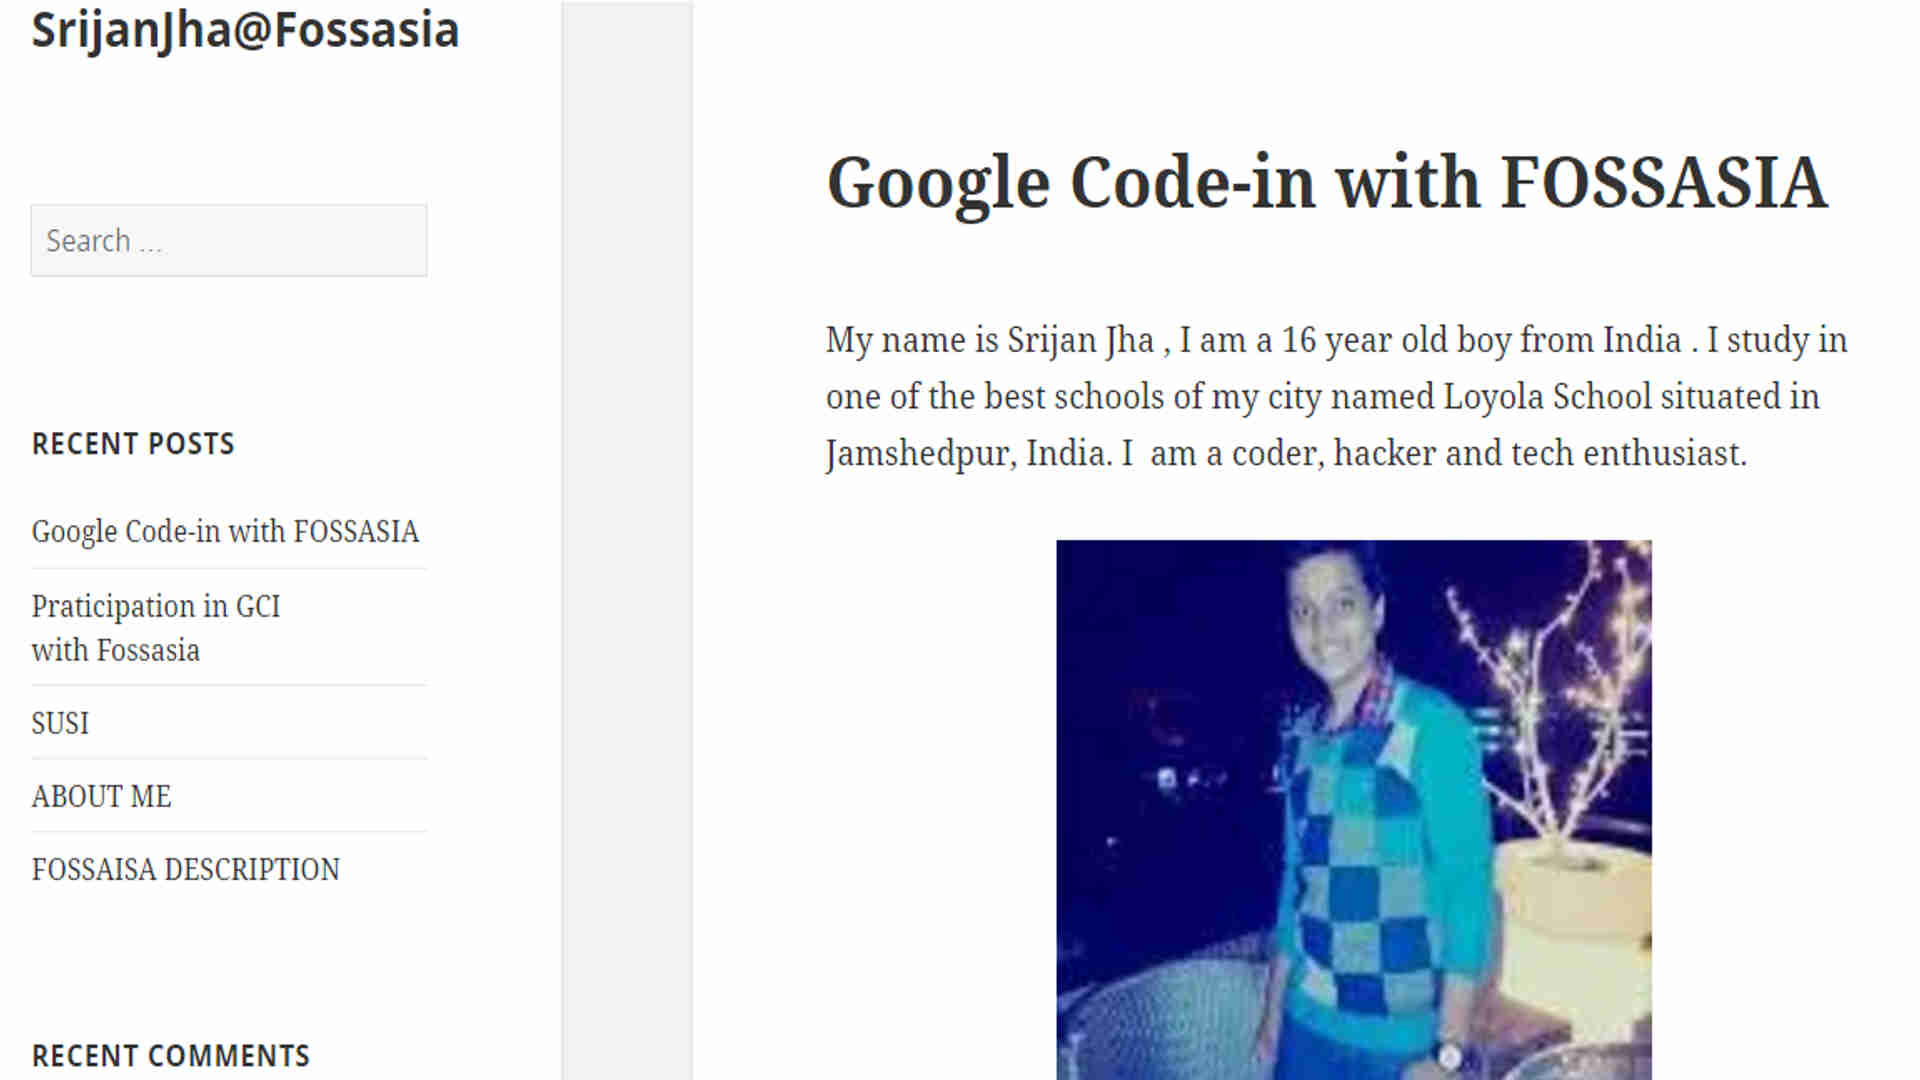 SrijanJha@Fossasia
Search ...
RECENT POSTS
Google Code-in with FOSSASIA
Praticipation in GCI
with Fossasia
SUSI
ABOUT ME
FOSSAISA DESCRIPTION
RECENT COMMENTS
Google Code-in with FOSSASIA
My name is Srijan Jha , I am a 16 year old boy from India . I study in
one of the best schools of my city named Loyola School situated in
Jamshedpur, India. I  am a coder, hacker and tech enthusiast.